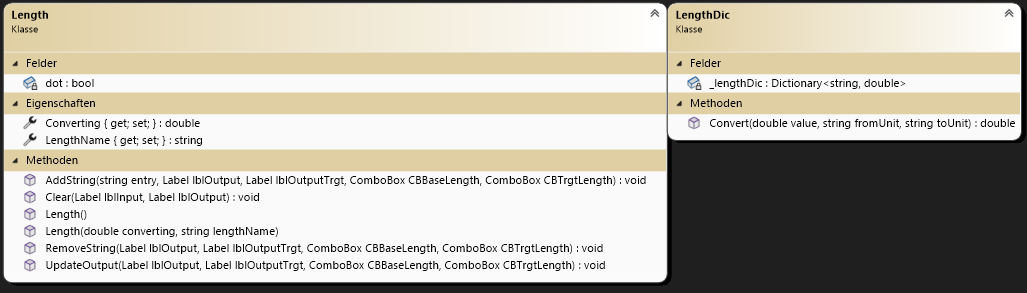 Length
Klasse
Felder
dot : bool
Eigenschaften
Converting { get; set; } : double
LengthName { get; set; } : string
Methoden
AddString(string entry, Label lblOutput, Label lblOutputTrgt, ComboBox CBBaseLength, ComboBox CBTrgtLength) : void
Clear(Label lblInput, Label lblOutput) : void
Length()
Length(double converting, string lengthName)
RemoveString(Label lblOutput, Label lblOutputTrgt, ComboBox CBBaseLength, ComboBox CBTrgtLength) : void
UpdateOutput(Label lblOutput, Label lblOutputTrgt, ComboBox CBBaseLength, ComboBox CBTrgtLength) : void
LengthDic
Klasse
Felder
_lengthDic : Dictionary<string, double>
Methoden
Convert(double value, string fromUnit, string toUnit) : double